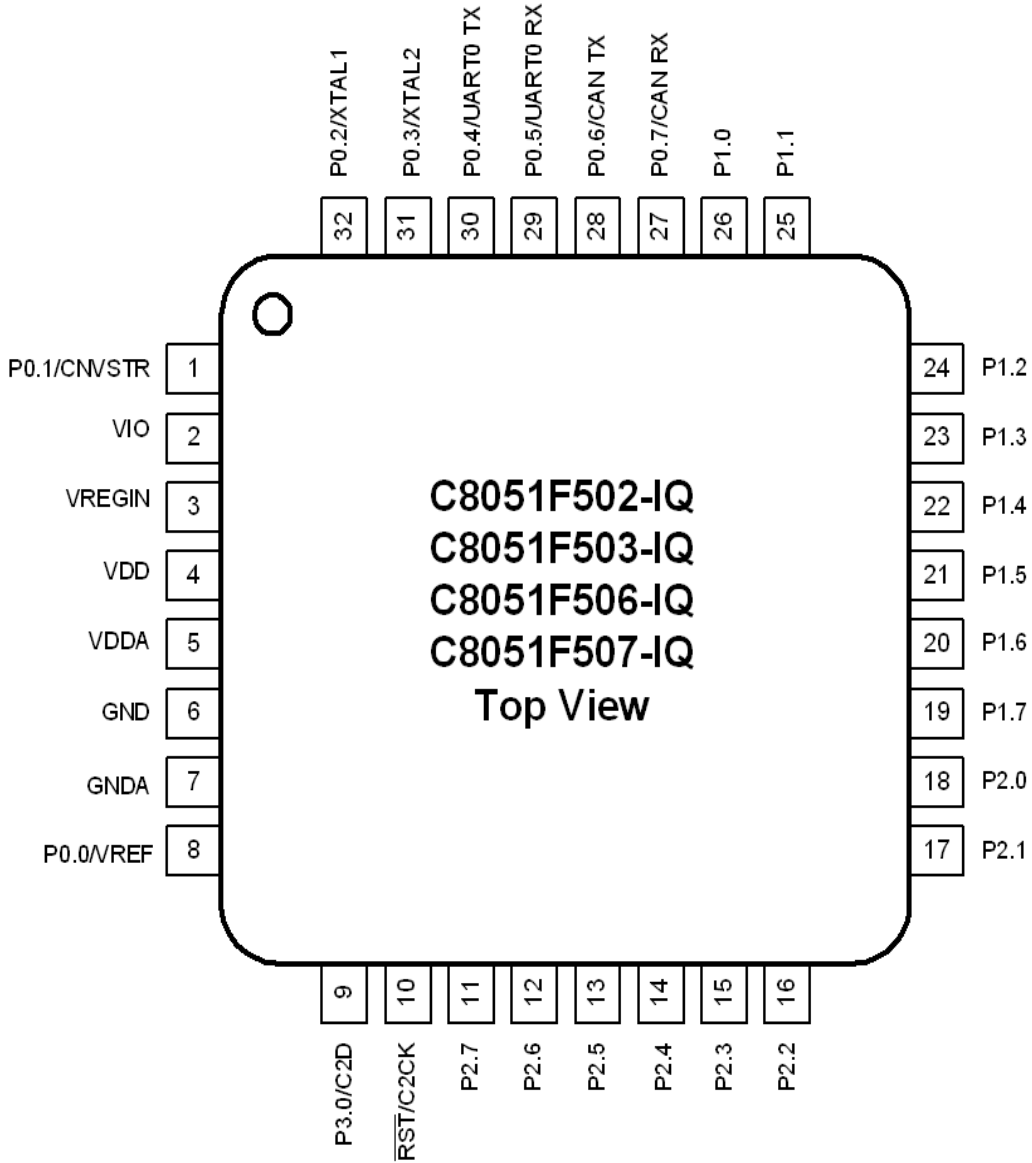 P0.2/XTAL1
P0.3/XTAL2
P0.4/UART0 TX
P0.5/UART0 RX
P0.6/CAN TX
P0.7/CAN RX
P1.0
P1.1
32
31
30
29
28
27
26
25
P0.1/CNVSTR 1
VIO 2
VREGIN 3
VDD 4
VDDA 5
GND 6
GNDA 7
P0.0/VREF 8
C8051F502-IQ
C8051F503-IQ
C8051F506-IQ
C8051F507-IQ
Top View
24 P1.2
23 P1.3
22 P1.4
21 P1.5
20 P1.6
19 P1.7
18 P2.0
17 P2.1
9
10
11
12
13
14
15
16
P3.0/C2D
RST/C2CK
P2.7
P2.6
P2.5
P2.4
P2.3
P2.2